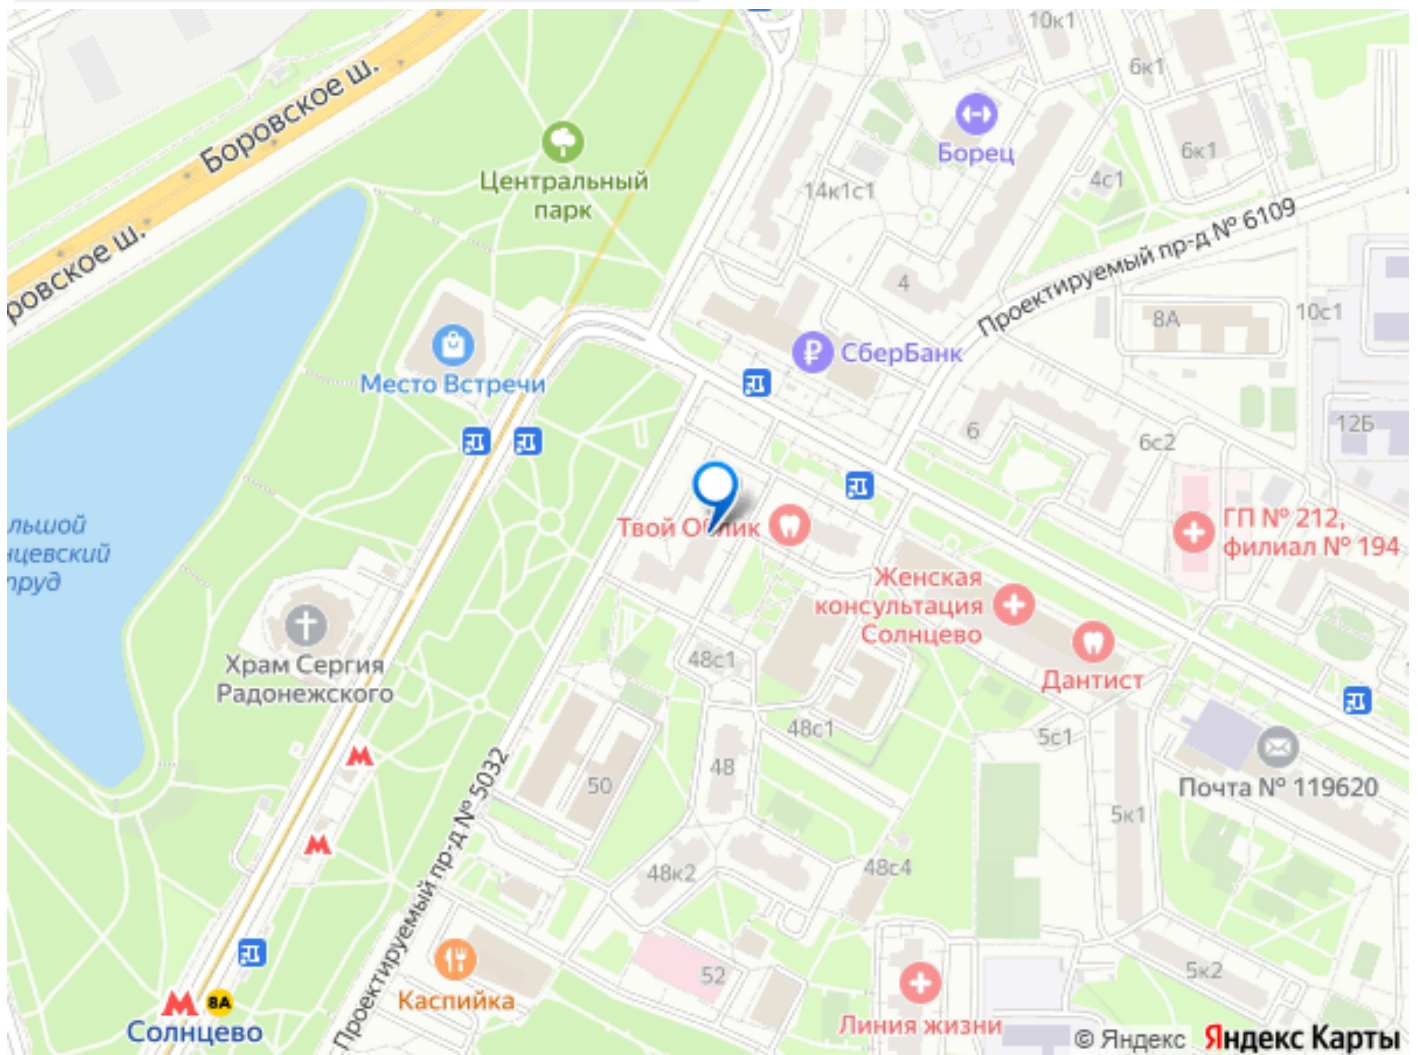 10к1
6к1
Боровское ш.
Борец
6к1
Центральный
парк
14к1с1
4с1
Проектируемый пр-д № 6109
ровское ш.
4
8А
10с1
СберБанк
Место Встречи
6
6с2
12Б
льшой
нцевский
пруд
Твой Облик
ГП № 212,
филиал № 194
Женская
консультация
Солнцево
Храм Сергия
Радонежского
48с1
Дантист
48с1
5с1
50
48
Почта № 119620
5к1
Проектируемый пр-д № 5032
48к2
48с4
52
5к2
Каспийка
М 8А
Солнцево
Линия жизни
© Яндекс Яндекс Карты